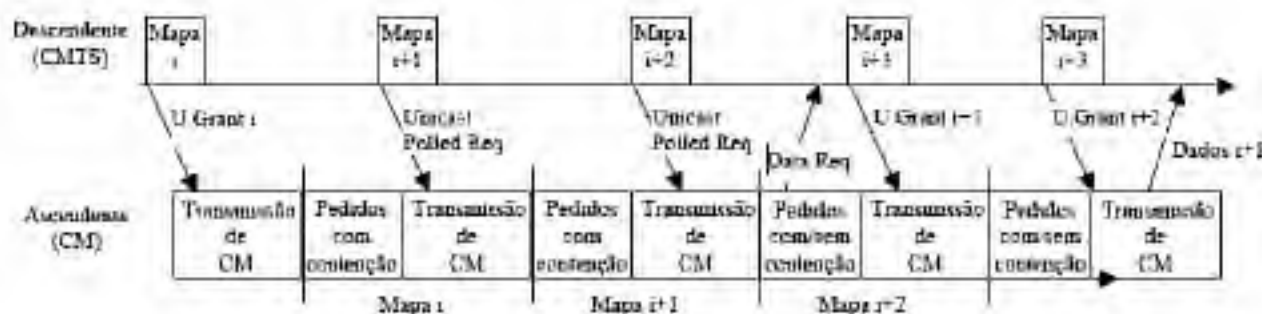 Descendente
(CMTS)
Mapa
i
Mapa
i+1
Mapa
i+2
Mapa
Mapa
i+3
U Grant i
Unicast
Polled Req
Unicast
Polled Req
Data Req
U Grant
U Grant i+2
Dados
Ascendente
(CM)
Transmissão
de
CM
Pedidos
com
contenção
Transmissão
de
CM
Pedidos
com
contenção
Transmissão
de
CM
Pedidos
com/sem
contenção
Transmissão
de
CM
Pedidos
com/sem
contenção
Transmissão
de
CM
Mapa i
Mapa i+1
Mapa i+2